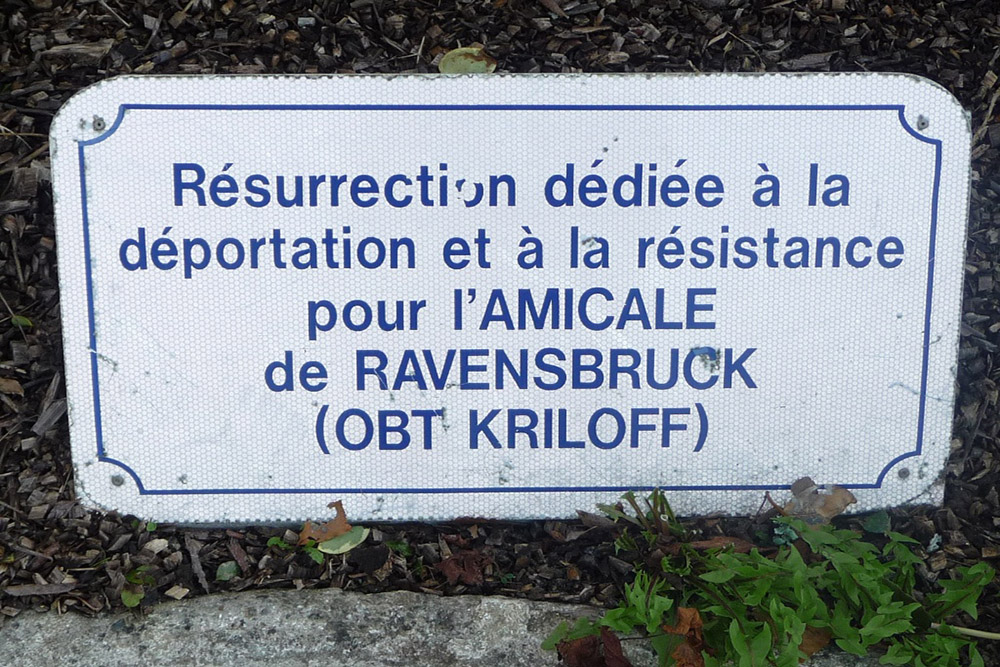 Résurrection dédiée à la
déportation et à la résistance
pour l'AMICALE
de RAVENSBRUCK
(OBT KRILOFF)